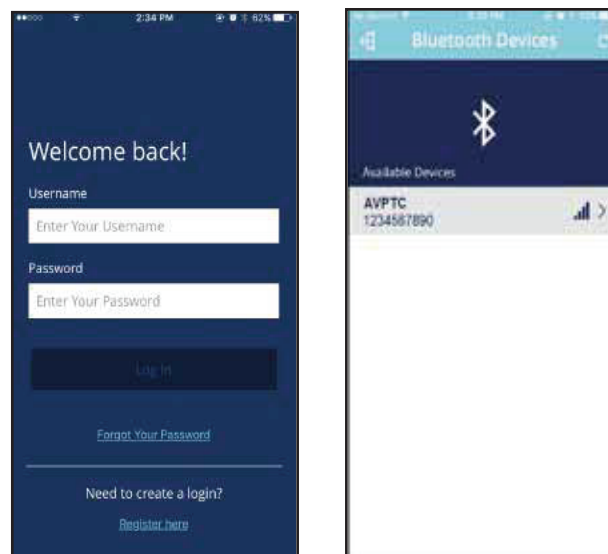 2:34 PM
62%
Welcome back!
Username
Enter Your Username
Password
Enter Your Password
Log In
Forgot Your Password
Need to create a login?
Register here
Bluetooth Devices
Available Devices
AVPTC
1234567890